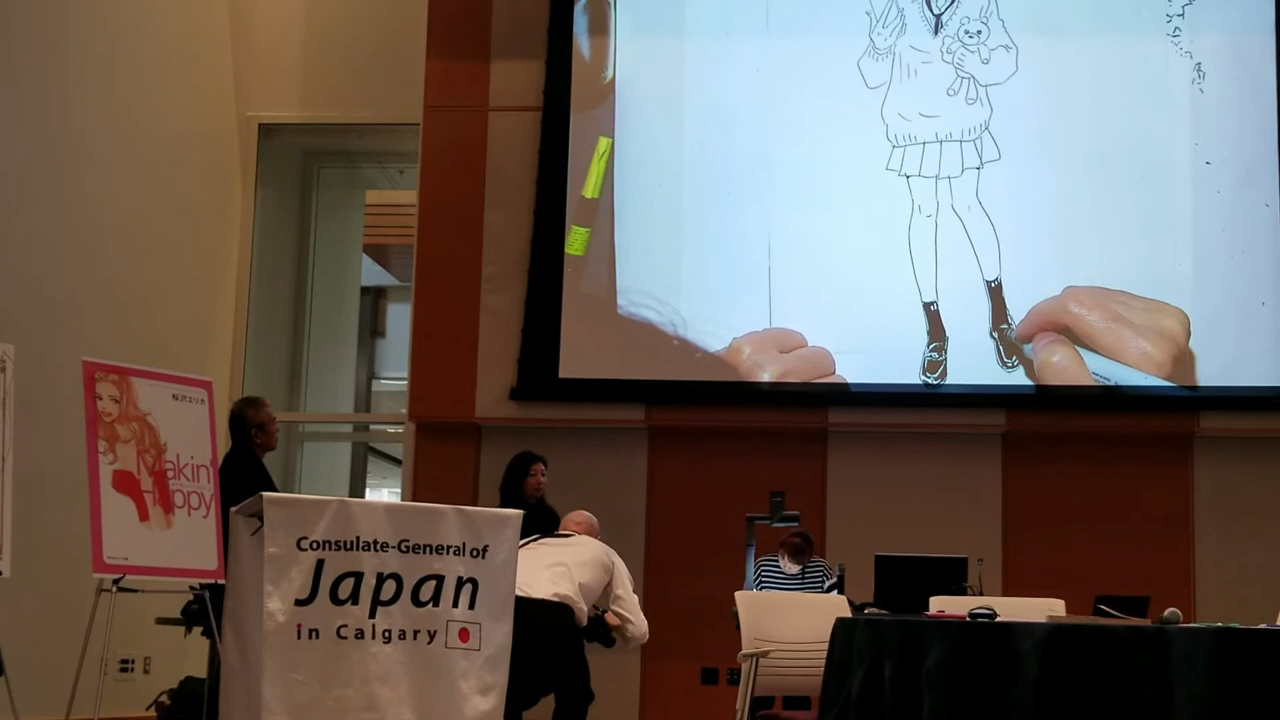 桜沢エリカ
Makin'
Happy
Consulate-General of
Japan
in Calgary